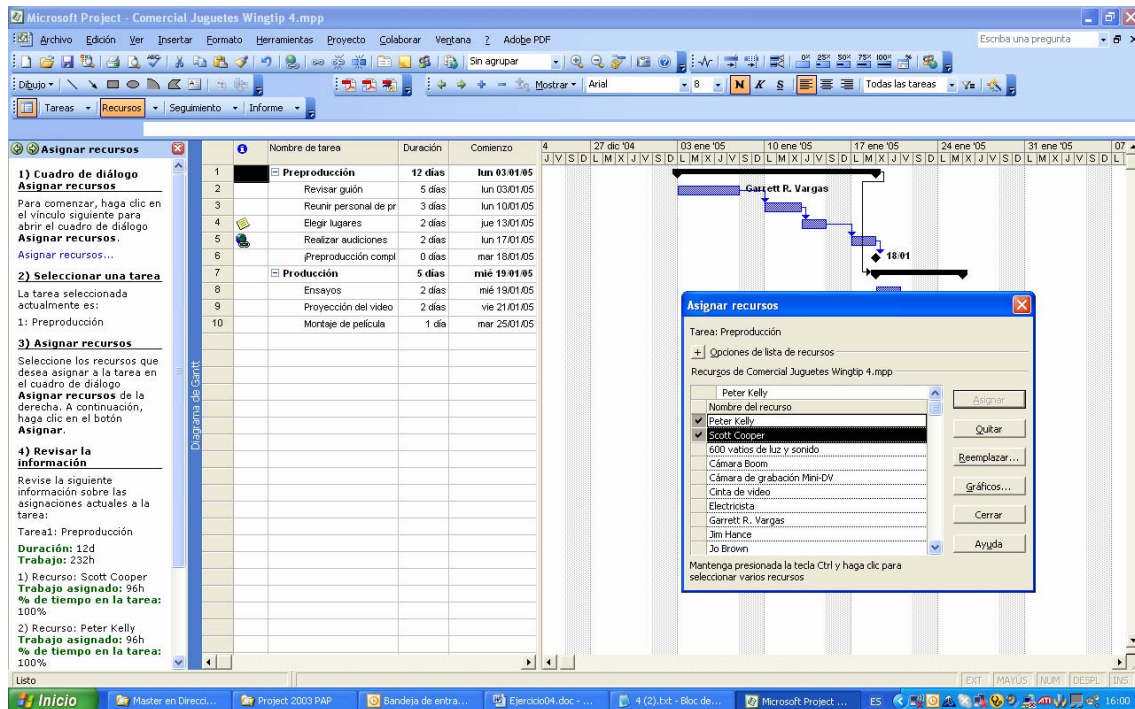 Microsoft Project - Comercial Juguetes Wingtip 4.mpp
Archivo Edición Ver Insertar Formato Herramientas Proyecto Colaborar Ventana ? Adobe PDF Escriba una pregunta
Sin agrupar 0% 25% 50% 75% 100%
Dibujo Mostrar Arial 8 N K S Todas las tareas
Tareas Recursos Seguimiento Informe
Asignar recursos
1) Cuadro de diálogo
Asignar recursos
Para comenzar, haga clic en
el vínculo siguiente para
abrir el cuadro de diálogo
Asignar recursos.
Asignar recursos...
2) Seleccionar una tarea
La tarea seleccionada
actualmente es:
1: Preproducción
3) Asignar recursos
Seleccione los recursos que
desea asignar a la tarea en
el cuadro de diálogo
Asignar recursos de la
derecha. A continuación,
haga clic en el botón
Asignar.
4) Revisar la
información
Revise la siguiente
información sobre las
asignaciones actuales a la
tarea:
Tarea1: Preproducción
Duración: 12d
Trabajo: 232h
1) Recurso: Scott Cooper
Trabajo asignado: 96h
% de tiempo en la tarea:
100%
2) Recurso: Peter Kelly
Trabajo asignado: 96h
% de tiempo en la tarea:
100%
Diagrama de Gantt
Nombre de tarea Duración Comienzo
1 Preproducción 12 días lun 03/01/05
2 Revisar guión 5 días lun 03/01/05
3 Reunir personal de pr 3 días lun 10/01/05
4 Elegir lugares 2 días jue 13/01/05
5 Realizar audiciones 2 días lun 17/01/05
6 ¡Preproducción compl 0 días mar 18/01/05
7 Producción 5 días mié 19/01/05
8 Ensayos 2 días mié 19/01/05
9 Proyección del video 2 días vie 21/01/05
10 Montaje de película 1 día mar 25/01/05
4 27 dic '04 03 ene '05 10 ene '05 17 ene '05 24 ene '05 31 ene '05 07
J V S D L M X J V S D L M X J V S D L M X J V S D L M X J V S D L M X J V S D L M X J V S D L
Garrett R. Vargas
18/01
Asignar recursos
Tarea: Preproducción
+ Opciones de lista de recursos
Recursos de Comercial Juguetes Wingtip 4.mpp
Peter Kelly
Nombre del recurso
Peter Kelly
Scott Cooper
600 vatios de luz y sonido
Cámara Boom
Cámara de grabación Mini-DV
Cinta de video
Electricista
Garrett R. Vargas
Jim Hance
Jo Brown
Asignar
Quitar
Reemplazar...
Gráficos...
Cerrar
Ayuda
Mantenga presionada la tecla Ctrl y haga clic para
seleccionar varios recursos
Listo EXT MAYÚS NUM DESPL INS
Inicio Master en Direcci... Project 2003 PAP Bandeja de entra... Ejercicio04.doc - ... 4 (2).txt - Bloc de... Microsoft Project ... ES 16:00